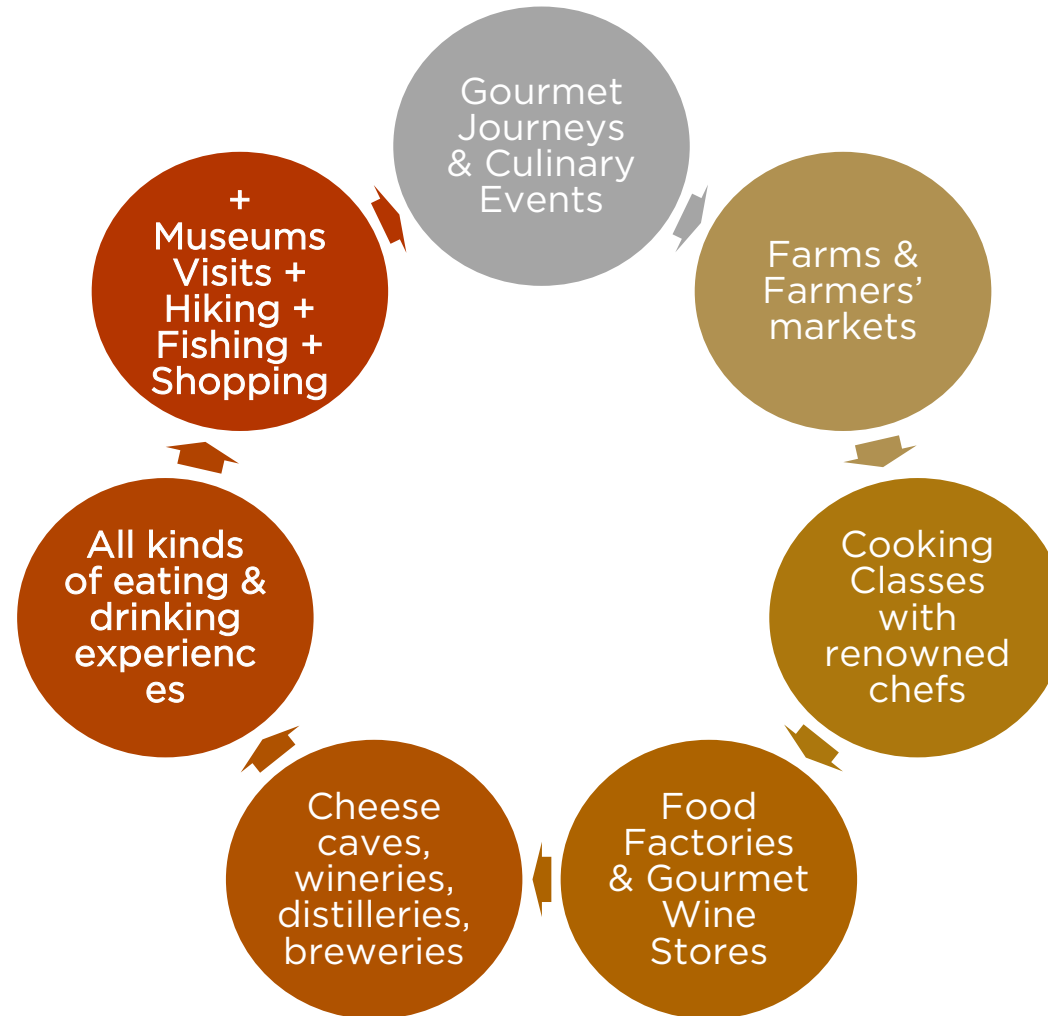 Gourmet
Journeys
& Culinary
Events
Farms &
Farmers’
markets
Cooking
Classes
with
renowned
chefs
Food
Factories
& Gourmet
Wine
Stores
Cheese
caves,
wineries,
distilleries,
breweries
All kinds
of eating &
drinking
experienc
es
+
Museums
Visits +
Hiking +
Fishing +
Shopping